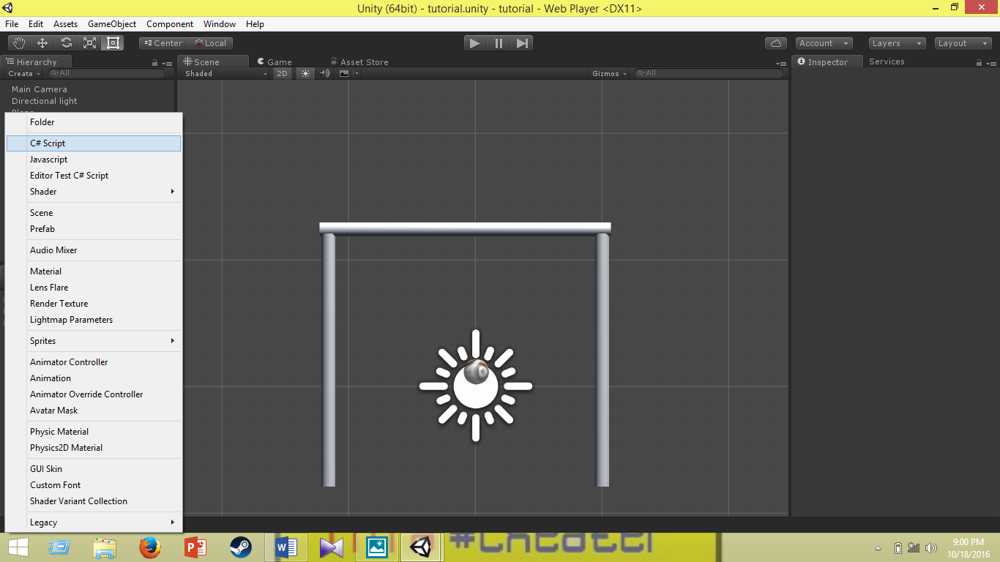 Unity (64bit) - tutorial.unity - tutorial - Web Player <DX11>
File Edit Assets GameObject Component Window Help
Center Local Account Layers Layout
Hierarchy Scene Game Asset Store Inspector Services
Create All Shaded 2D Gizmos All
Main Camera
Directional light
Plane
Folder
C# Script
Javascript
Editor Test C# Script
Shader
Scene
Prefab
Audio Mixer
Material
Lens Flare
Render Texture
Lightmap Parameters
Sprites
Animator Controller
Animation
Animator Override Controller
Avatar Mask
Physic Material
Physics2D Material
GUI Skin
Custom Font
Shader Variant Collection
Legacy
9:00 PM
10/18/2016